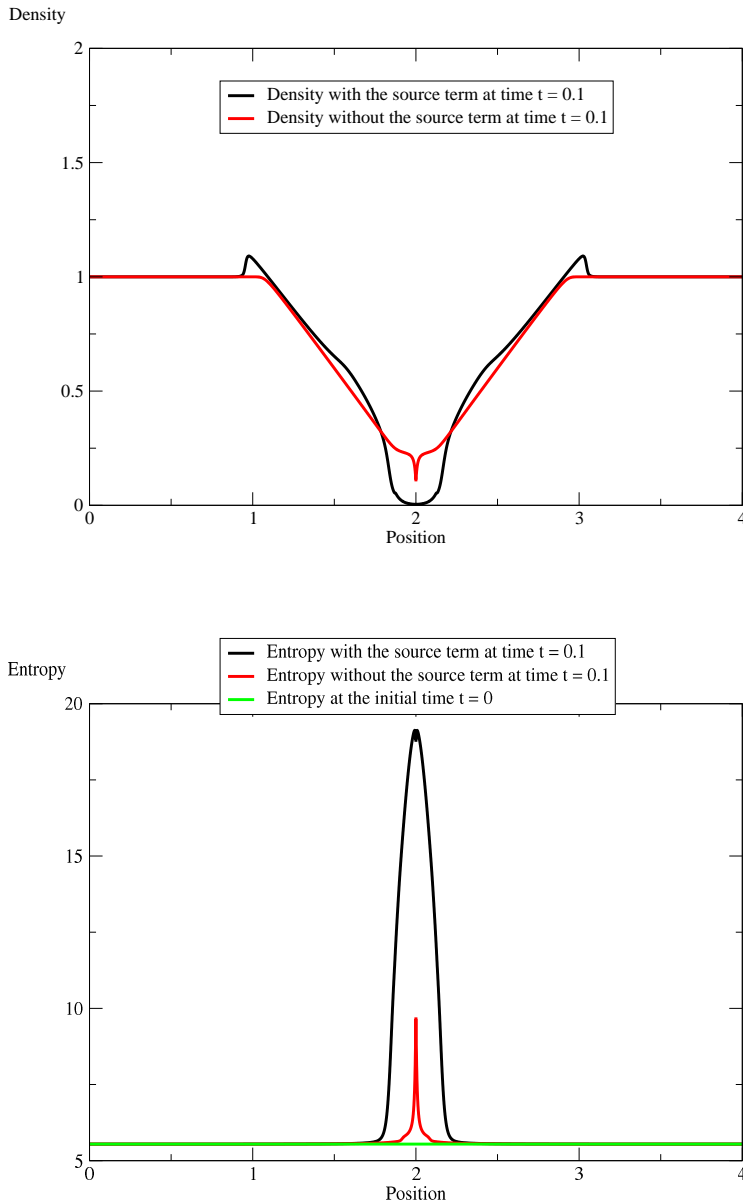 Density
2
Density with the source term at time t = 0.1
Density without the source term at time t = 0.1
1.5
1
0.5
0
0 1 2 3 4
Position
Entropy with the source term at time t = 0.1
Entropy
Entropy without the source term at time t = 0.1
Entropy at the initial time t = 0
20
15
10
5
0 1 2 3 4
Position